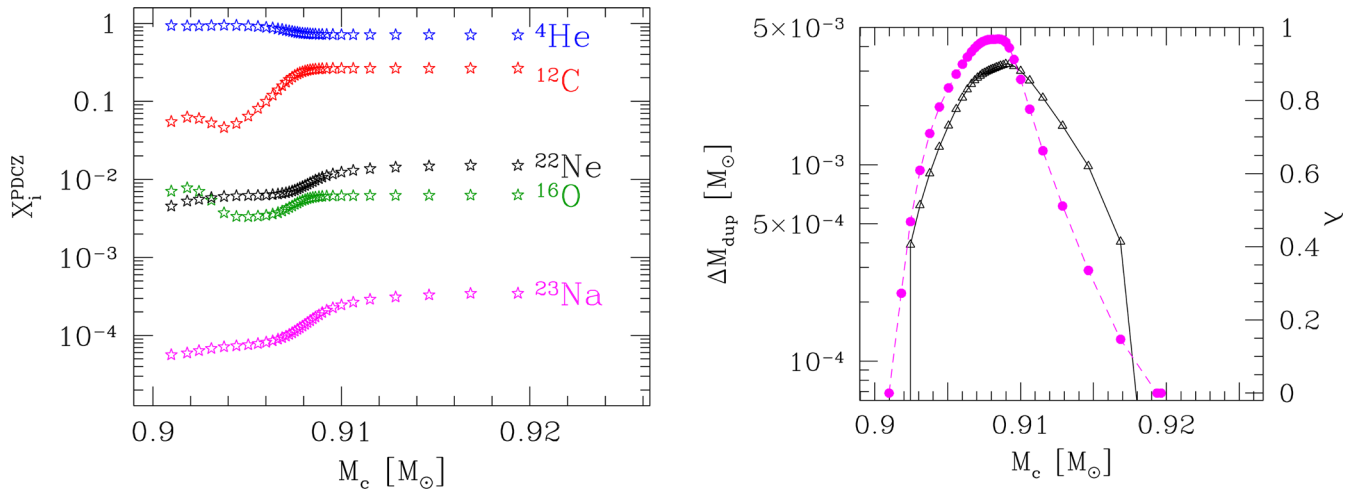 1
0.1
10⁻²
10⁻³
10⁻⁴
X_i^PDCZ
⁴He
¹²C
²²Ne
¹⁶O
²³Na
0.9 0.91 0.92
M_c [M_☉]
5×10⁻³
10⁻³
5×10⁻⁴
10⁻⁴
ΔM_dup [M_☉]
1
0.8
0.6
0.4
0.2
0
λ
0.9 0.91 0.92
M_c [M_☉]